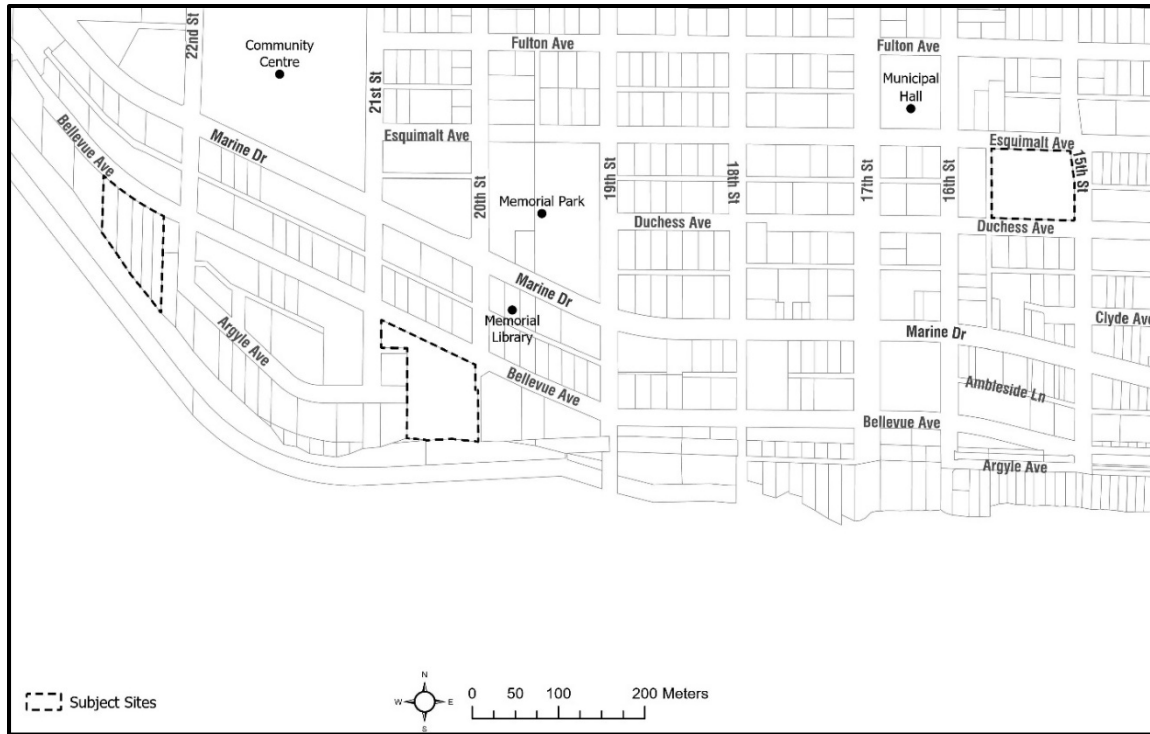 22nd St
Community
Centre
21st St
Fulton Ave
Fulton Ave
Municipal
Hall
Bellevue Ave
Marine Dr
Esquimalt Ave
20th St
Memorial Park
19th St
18th St
17th St
16th St
Esquimalt Ave
15th St
Duchess Ave
Duchess Ave
Argyle Ave
Marine Dr
Memorial
Library
Bellevue Ave
Marine Dr
Clyde Ave
Ambleside Ln
Bellevue Ave
Argyle Ave
Subject Sites
N
W
E
S
0 50 100 200 Meters